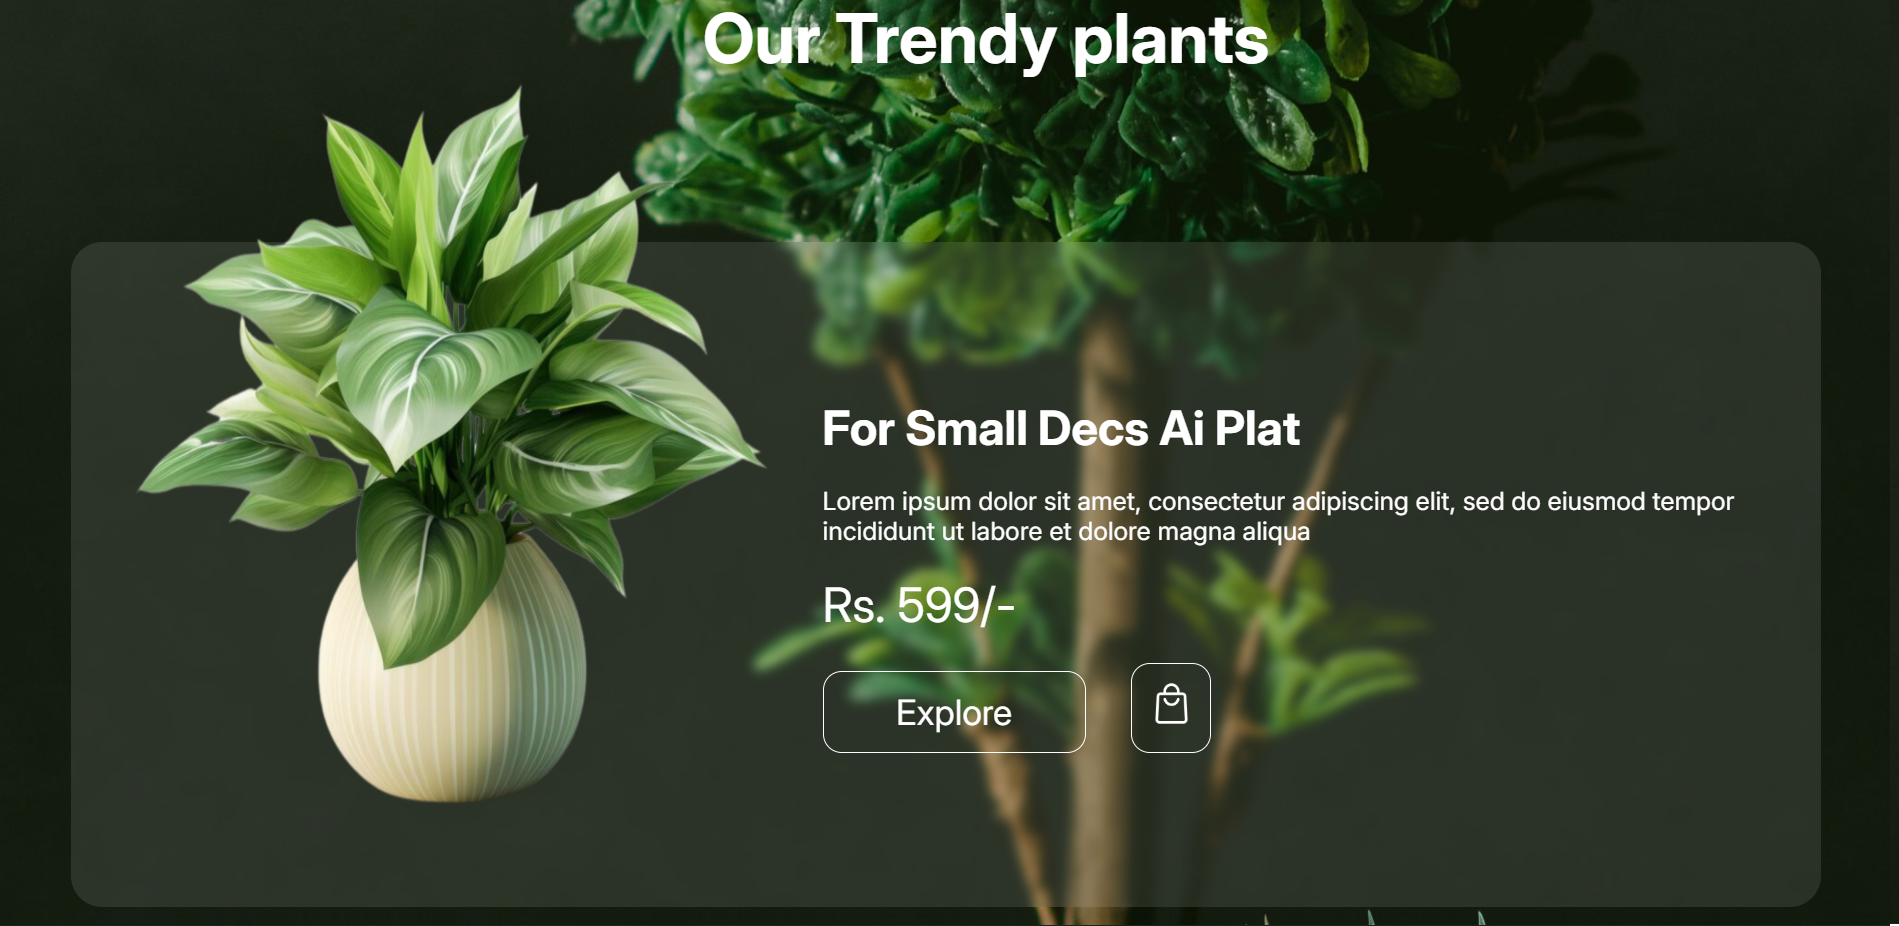 Our Trendy plants
For Small Decs Ai Plat
Lorem ipsum dolor sit amet, consectetur adipiscing elit, sed do eiusmod tempor
incididunt ut labore et dolore magna aliqua
Rs. 599/-
Explore